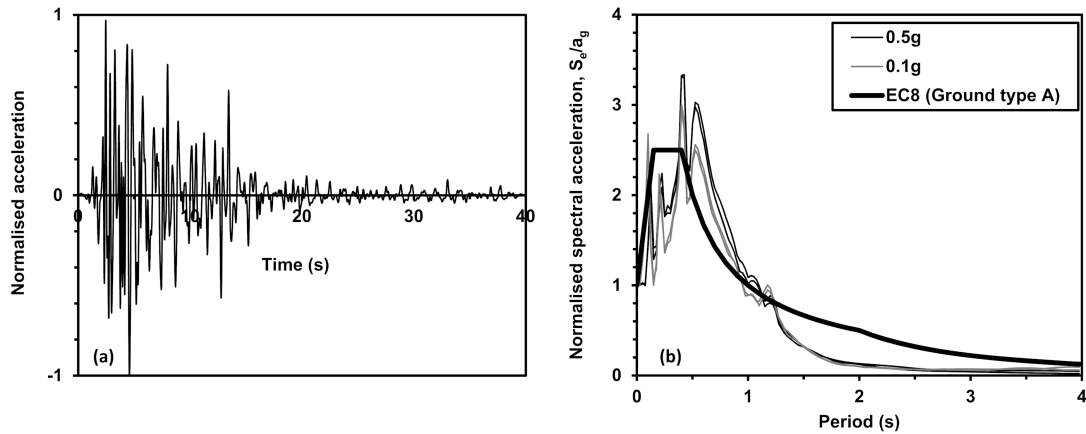 1
Normalised acceleration
0
0
10
20
30
40
Time (s)
(a)
-1
4
0.5g
0.1g
EC8 (Ground type A)
3
Normalised spectral acceleration, Se/ag
2
1
(b)
0
0
1
2
3
4
Period (s)